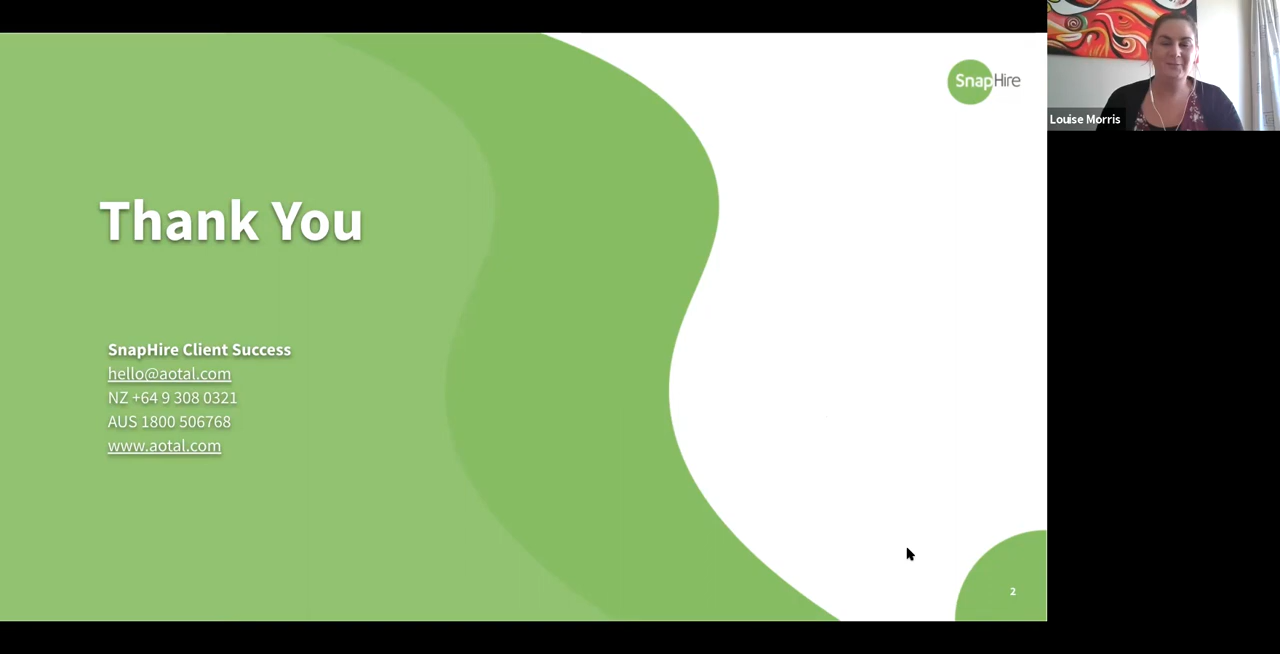 SnapHire
Louise Morris
Thank You
SnapHire Client Success
hello@aotal.com
NZ +64 9 308 0321
AUS 1800 506768
www.aotal.com
2